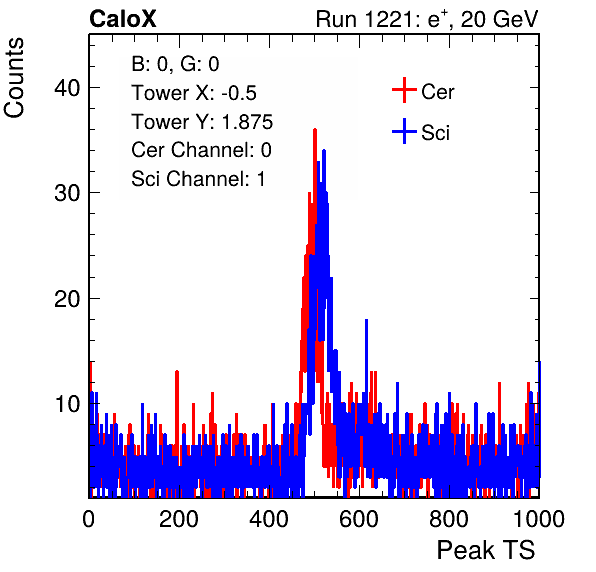 CaloX
Run 1221: e+, 20 GeV
Counts
B: 0, G: 0
Tower X: -0.5
Tower Y: 1.875
Cer Channel: 0
Sci Channel: 1
Cer
Sci
40
30
20
10
0 200 400 600 800 1000
Peak TS